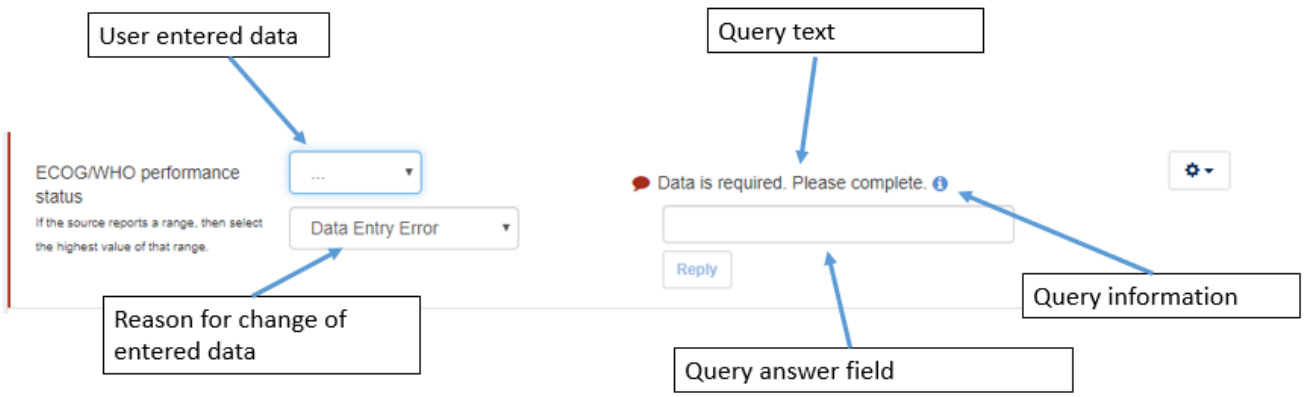 User entered data
Query text
ECOG/WHO performance
status
If the source reports a range, then select
the highest value of that range.
...
Data Entry Error
Data is required. Please complete.
Reply
Query information
Reason for change of
entered data
Query answer field